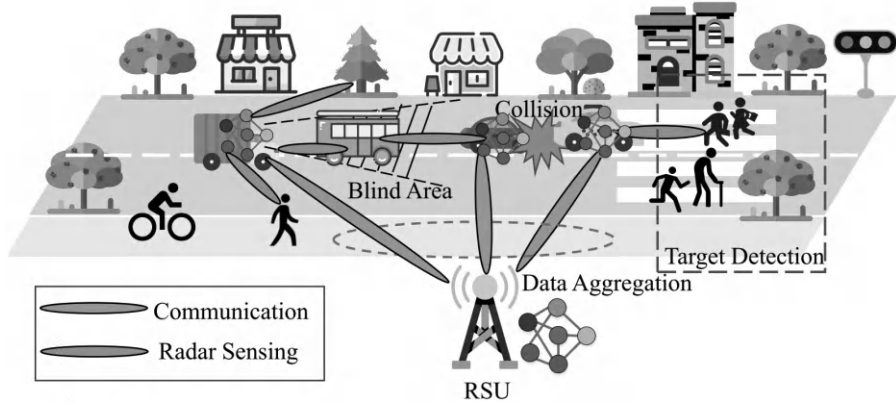 Collision
Blind Area
Target Detection
Data Aggregation
Communication
Radar Sensing
RSU